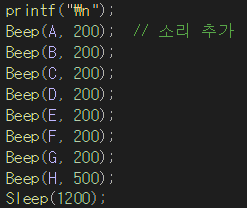 printf("₩n");
Beep(A, 200);  // 소리 추가
Beep(B, 200);
Beep(C, 200);
Beep(D, 200);
Beep(E, 200);
Beep(F, 200);
Beep(G, 200);
Beep(H, 500);
Sleep(1200);